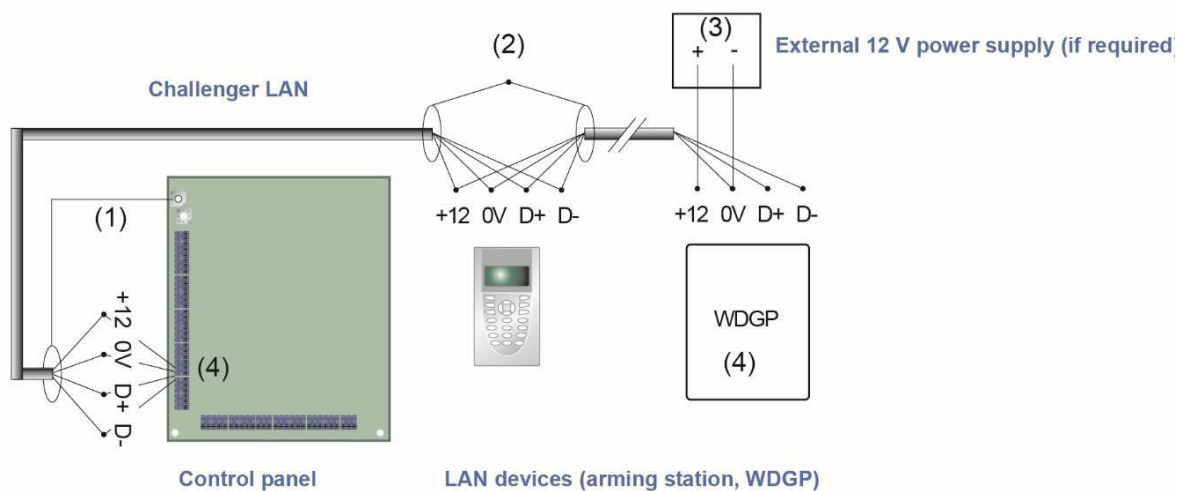 (3)
+ -
External 12 V power supply (if required
(2)
Challenger LAN
(1)
+12 0V D+ D-
+12 0V D+ D-
+12
0V
D+
D-
(4)
WDGP
(4)
Control panel
LAN devices (arming station, WDGP)